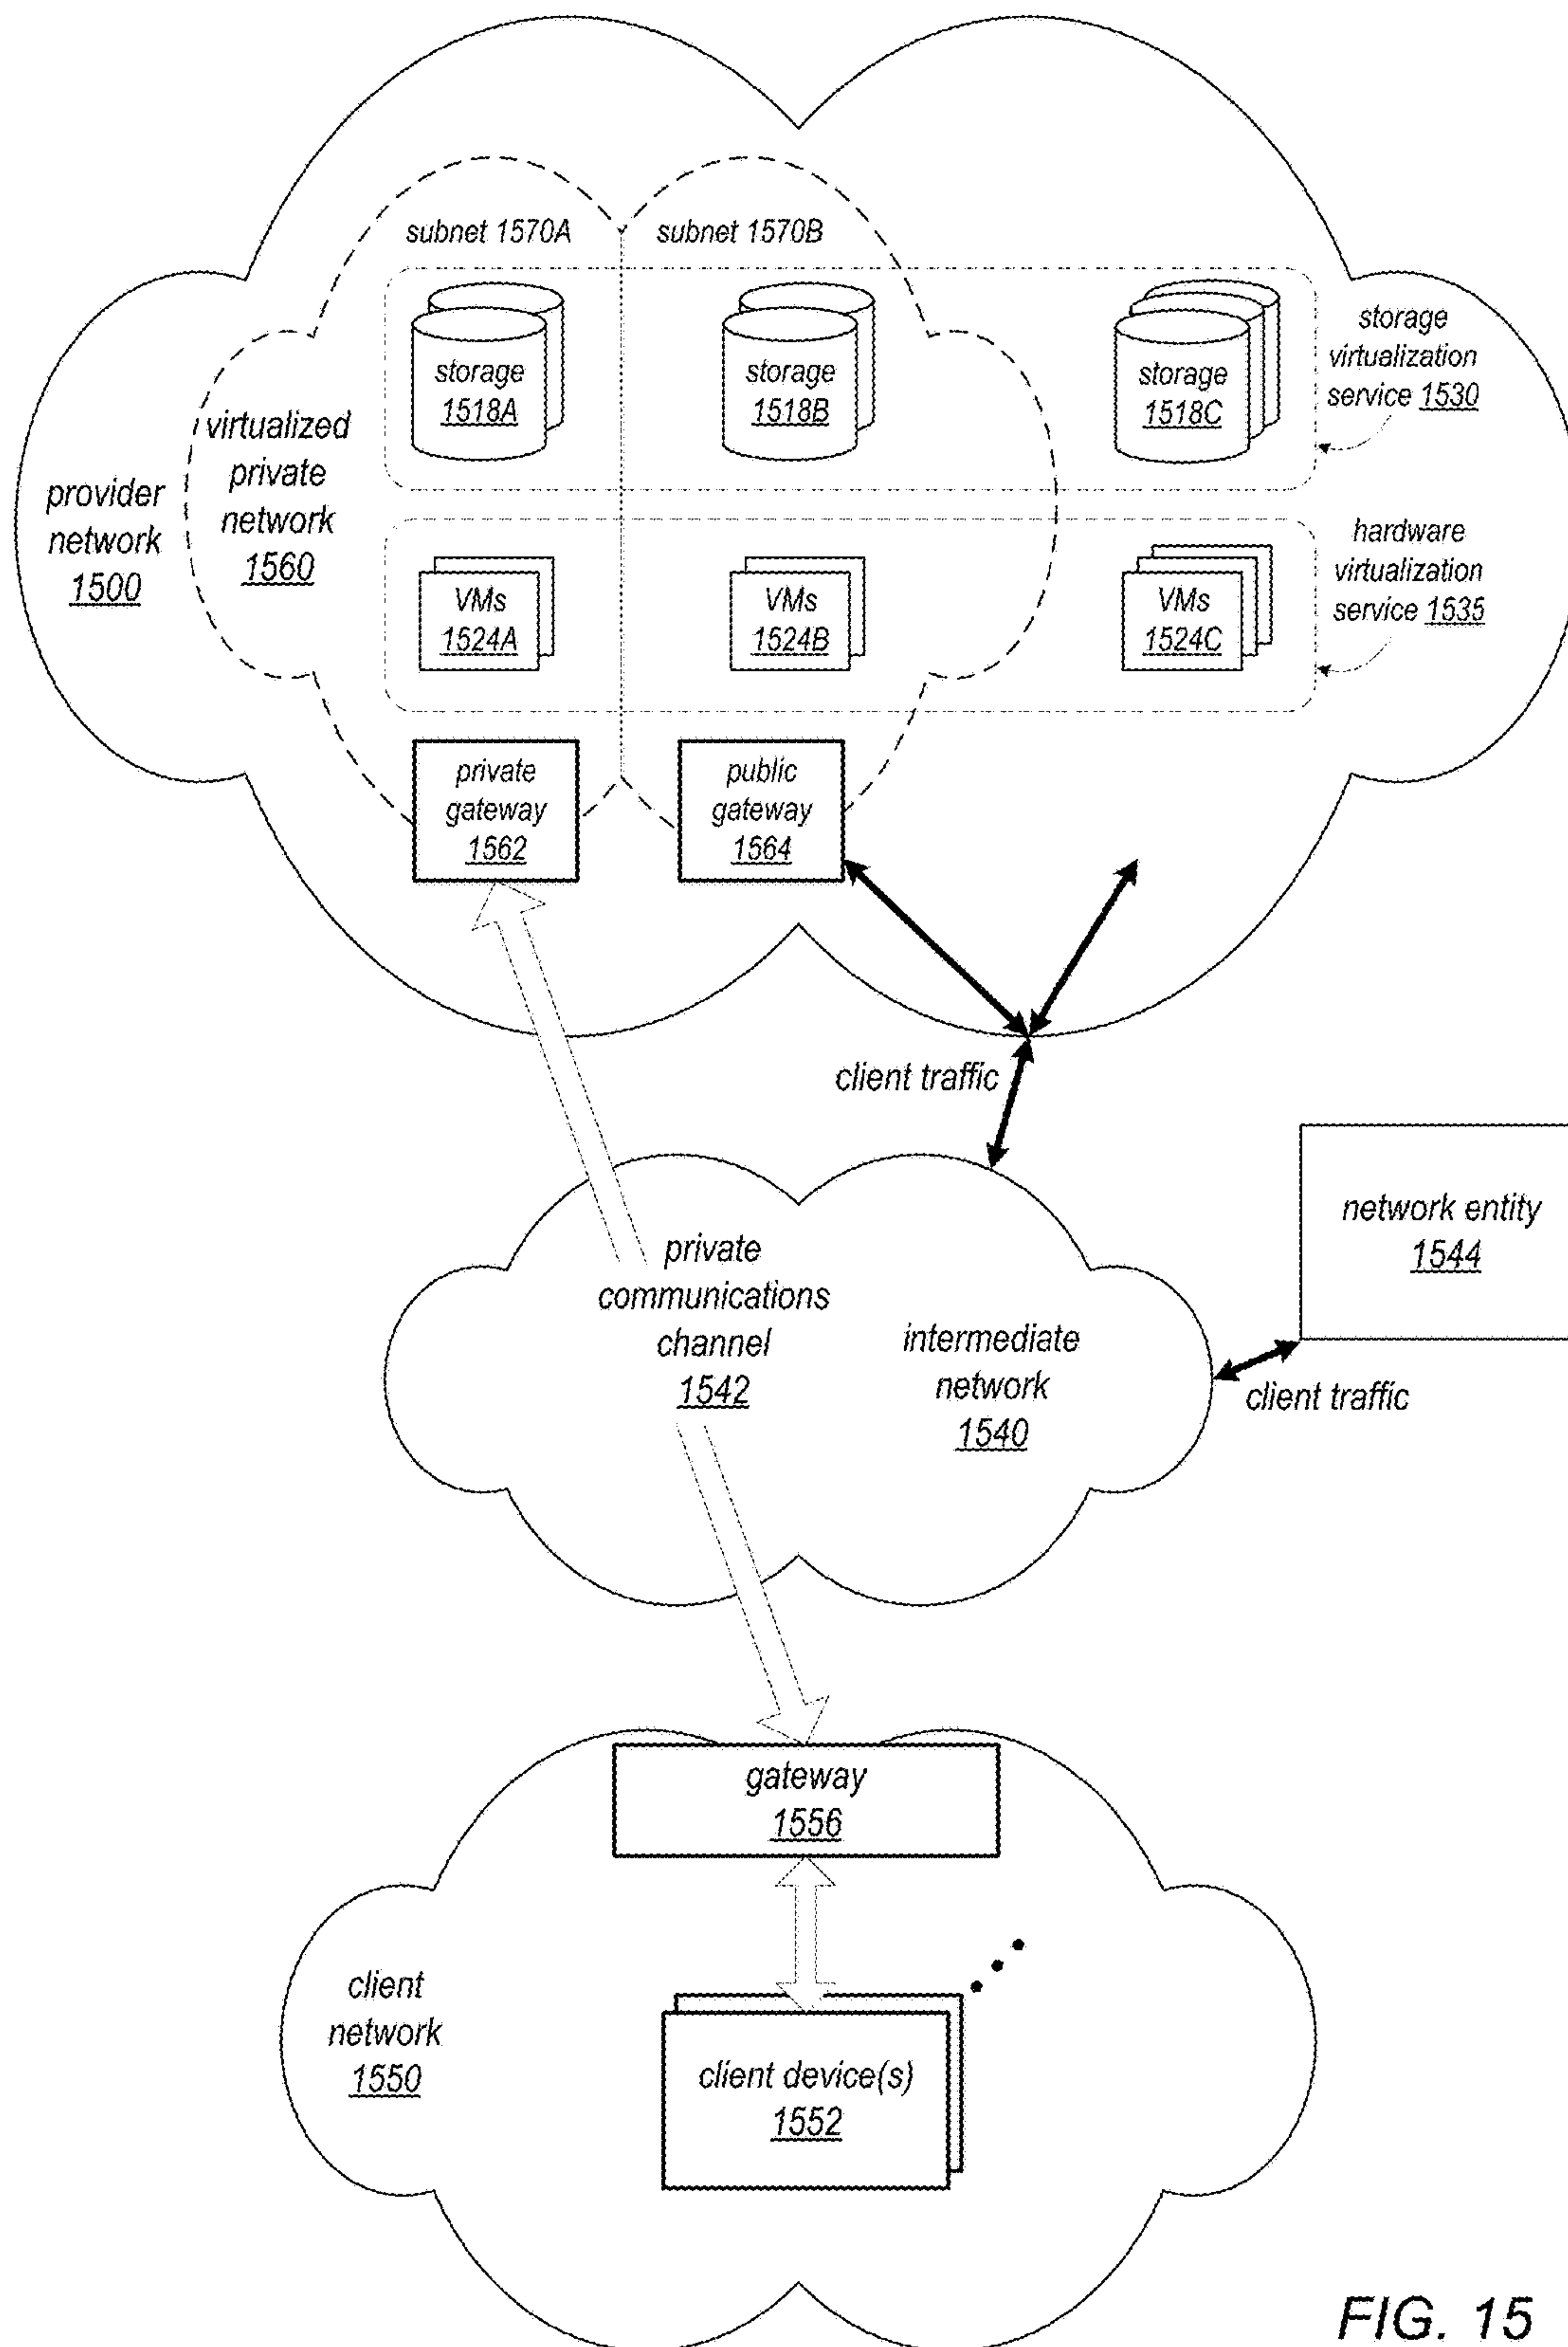 subnet 1570A
subnet 1570B
storage
1518A
storage
1518B
storage
1518C
storage
virtualization
service 1530
provider
network
1500
virtualized
private
network
1560
VMs
1524A
VMs
1524B
VMs
1524C
hardware
virtualization
service 1535
private
gateway
1562
public
gateway
1564
client traffic
network entity
1544
private
communications
channel
1542
intermediate
network
1540
client traffic
gateway
1556
client
network
1550
client device(s)
1552
FIG. 15